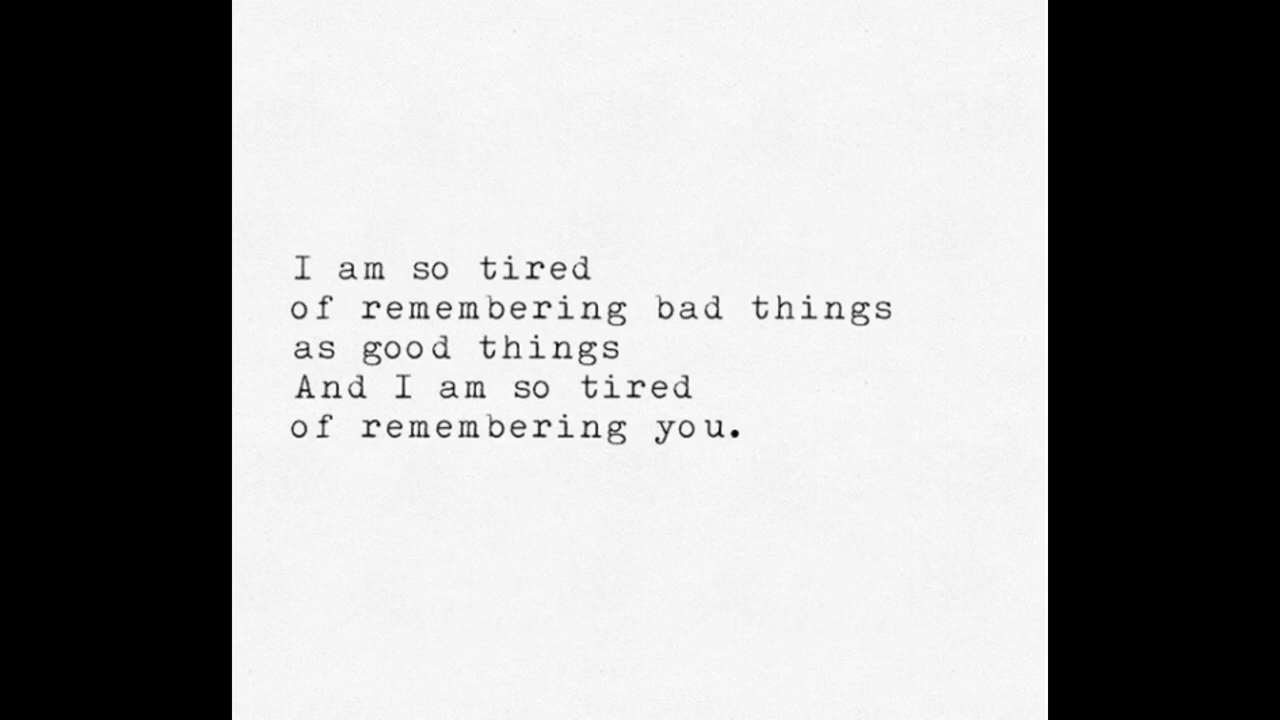 I am so tired
of remembering bad things
as good things
And I am so tired
of remembering you.